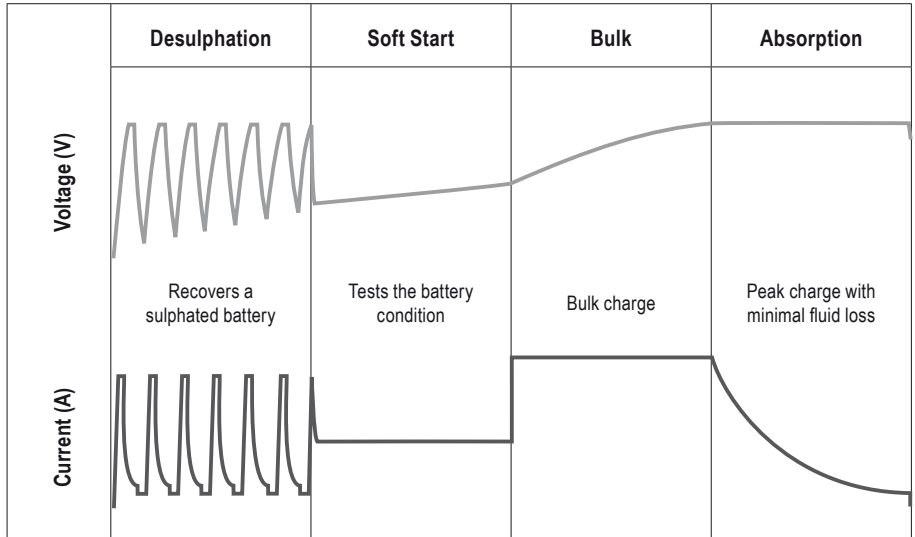 Desulphation
Soft Start
Bulk
Absorption
Voltage (V)
Recovers a
sulphated battery
Tests the battery
condition
Bulk charge
Peak charge with
minimal fluid loss
Current (A)